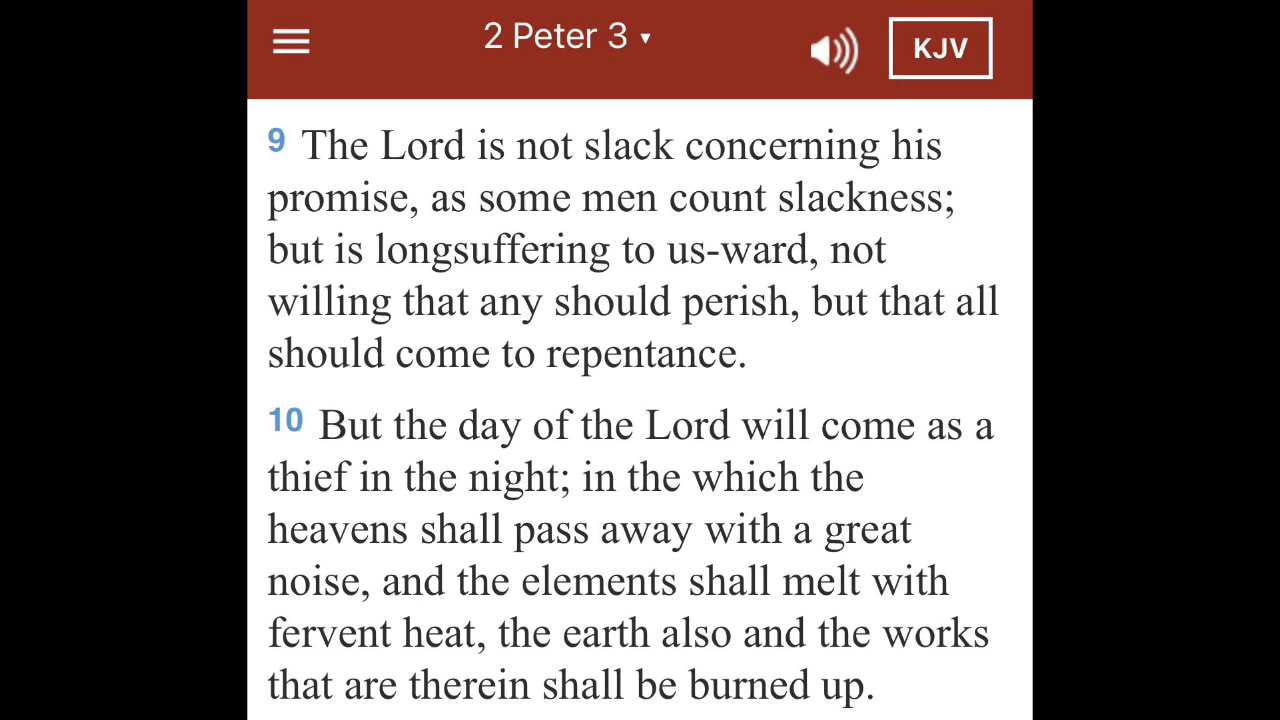 2 Peter 3 ▾
KJV
9 The Lord is not slack concerning his
promise, as some men count slackness;
but is longsuffering to us-ward, not
willing that any should perish, but that all
should come to repentance.
10 But the day of the Lord will come as a
thief in the night; in the which the
heavens shall pass away with a great
noise, and the elements shall melt with
fervent heat, the earth also and the works
that are therein shall be burned up.